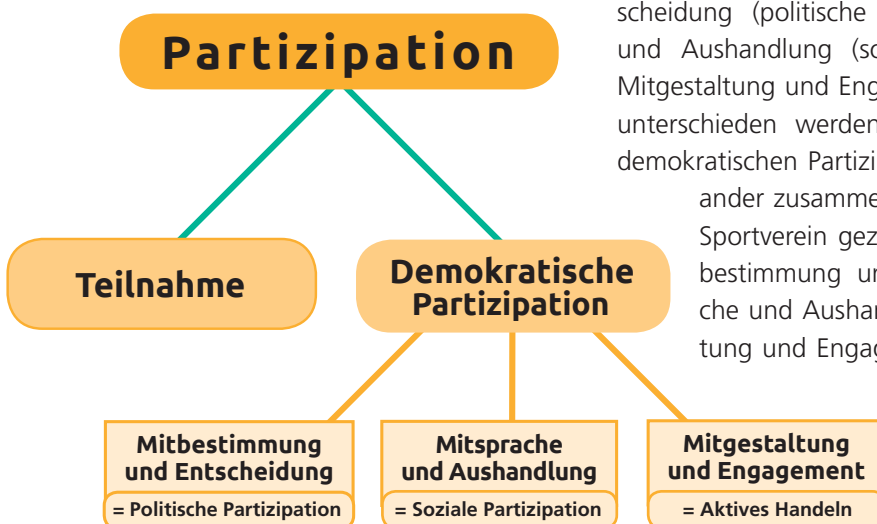 Partizipation
Teilnahme
Demokratische
Partizipation
Mitbestimmung
und Entscheidung
= Politische Partizipation
Mitsprache
und Aushandlung
= Soziale Partizipation
Mitgestaltung
und Engagement
= Aktives Handeln
scheidung (politische
und Aushandlung (so
Mitgestaltung und Eng
unterschieden werden
demokratischen Partizi
ander zusamme
Sportverein gez
bestimmung un
che und Aushan
tung und Engag